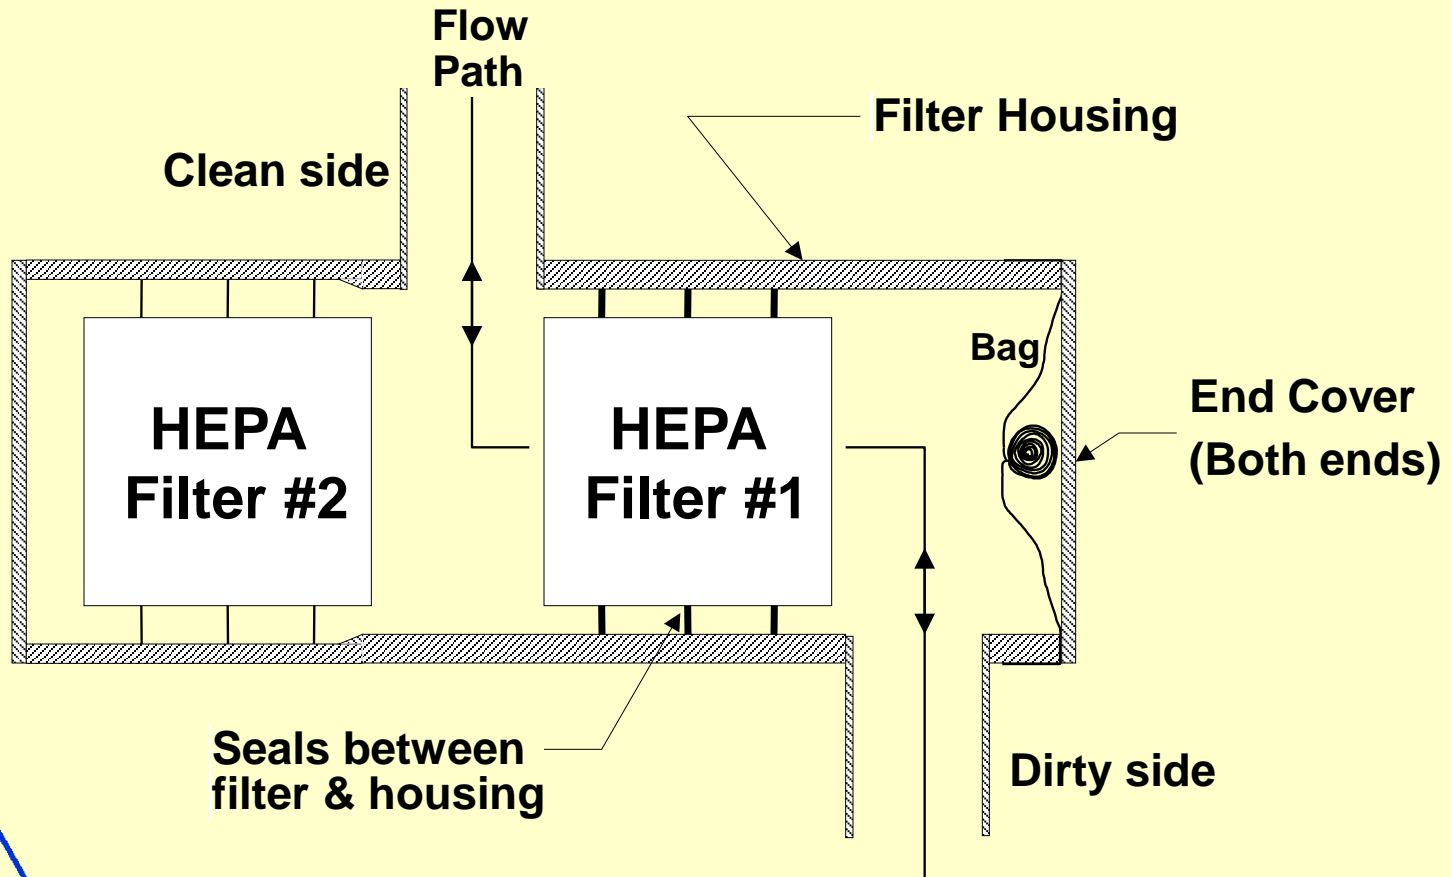 Flow
Path
Filter Housing
Clean side
Bag
End Cover
(Both ends)
HEPA
Filter #2
HEPA
Filter #1
Seals between
filter & housing
Dirty side